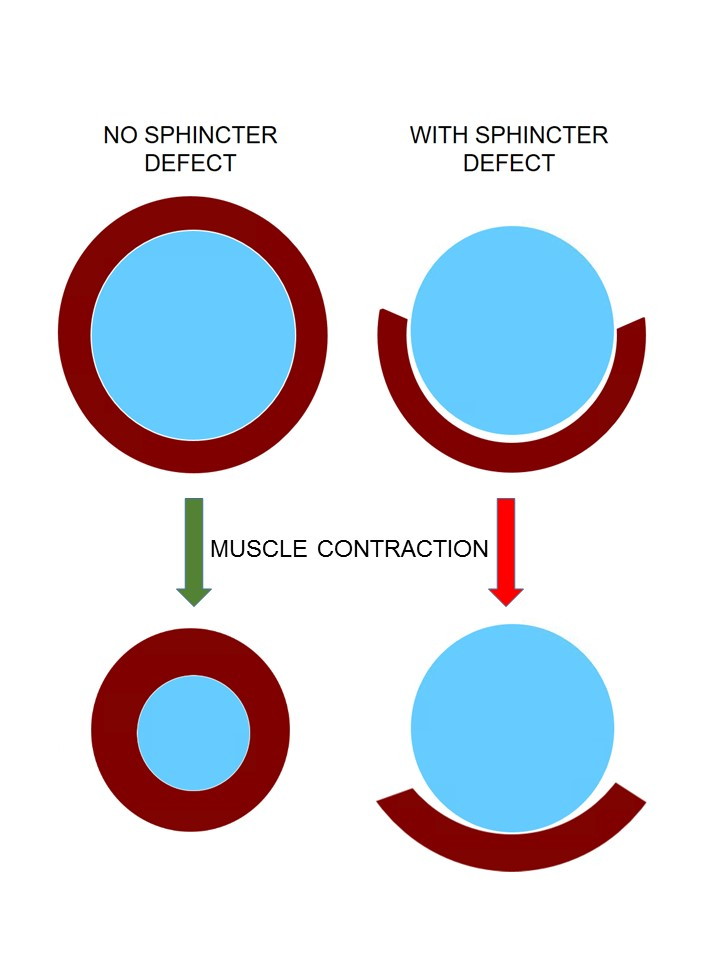 NO SPHINCTER
DEFECT
WITH SPHINCTER
DEFECT
MUSCLE CONTRACTION